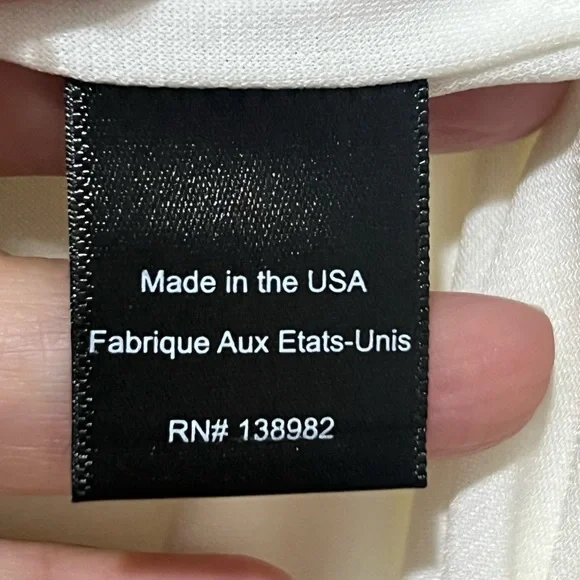 Made in the USA
Fabrique Aux Etats-Unis
RN# 138982